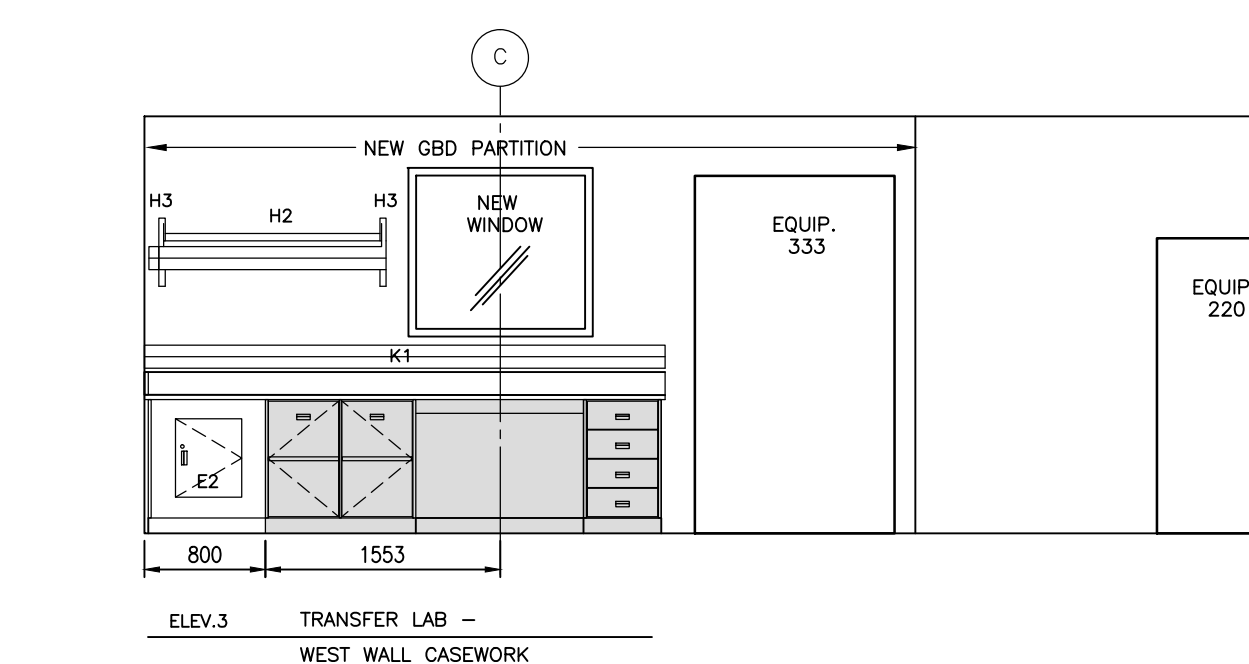 C
NEW GBD PARTITION
H3
H2
H3
NEW
WINDOW
EQUIP.
333
EQUIP
220
K1
E2
800
1553
ELEV.3
TRANSFER LAB –
WEST WALL CASEWORK